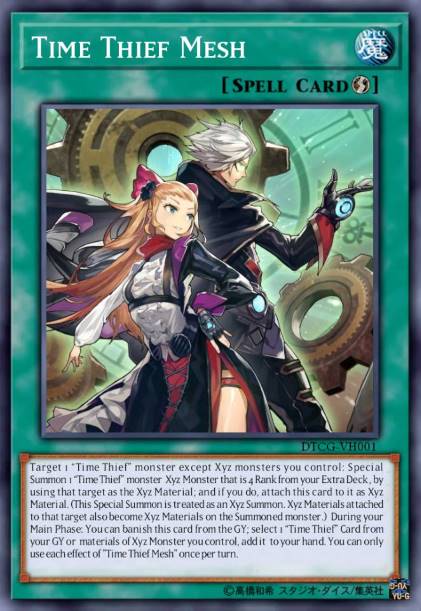 TIME THIEF MESH
SPELL
魔
[SPELL CARD]
DTCG-VH001
Target 1 "Time Thief" monster except Xyz monsters you control: Special
Summon 1 "Time Thief" monster Xyz Monster that is 4 Rank from your Extra Deck, by
using that target as the Xyz Material; and if you do, attach this card to it as Xyz
Material. (This Special Summon is treated as an Xyz Summon. Xyz Materials attached
to that target also become Xyz Materials on the Summoned monster.) During your
Main Phase: You can banish this card from the GY; select 1 "Time Thief" Card from
your GY or materials of Xyz Monster you control, add it to your hand. You can only
use each effect of "Time Thief Mesh" once per turn.
©高橋和希 スタジオ・ダイス/集英社